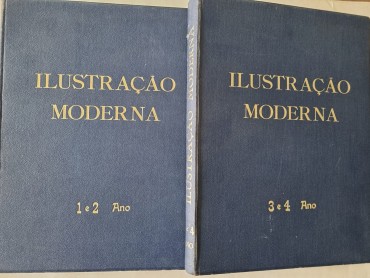 ILUSTRAÇÃO
MODERNA
1 e 2 Ano
ILUSTRAÇÃO MODERNA
ILUSTRAÇÃO
MODERNA
3 e 4 Ano